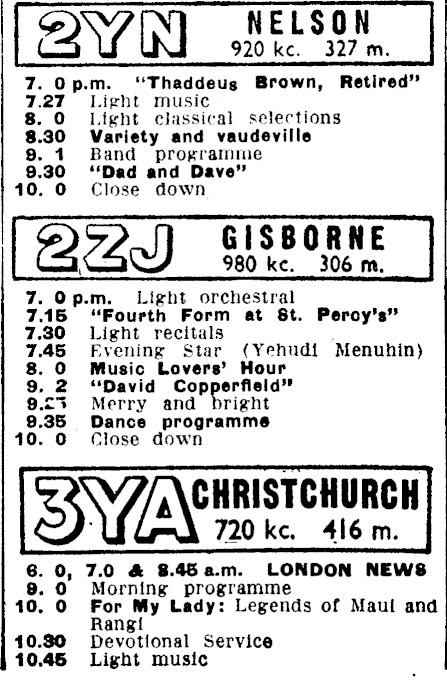 2YN NELSON
920 kc. 327 m.
7. 0 p.m. "Thaddeus Brown, Retired"
7.27 Light music
8. 0 Light classical selections
8.30 Variety and vaudeville
9. 1 Band programme
9.30 "Dad and Dave"
10. 0 Close down
2ZJ GISBORNE
980 kc. 306 m.
7. 0 p.m. Light orchestral
7.15 "Fourth Form at St. Percy's"
7.30 Light recitals
7.45 Evening Star (Yehudi Menuhin)
8. 0 Music Lovers' Hour
9. 2 "David Copperfield"
Merry and bright
9.35 Dance programme
10. 0 Close down
3YA CHRISTCHURCH
720 kc. 416 m.
6. 0, 7.0 & 8.45 a.m. LONDON NEWS
9. 0 Morning programme
10. 0 For My Lady: Legends of Maui and
Rangi
10.30 Devotional Service
10.45 Light music